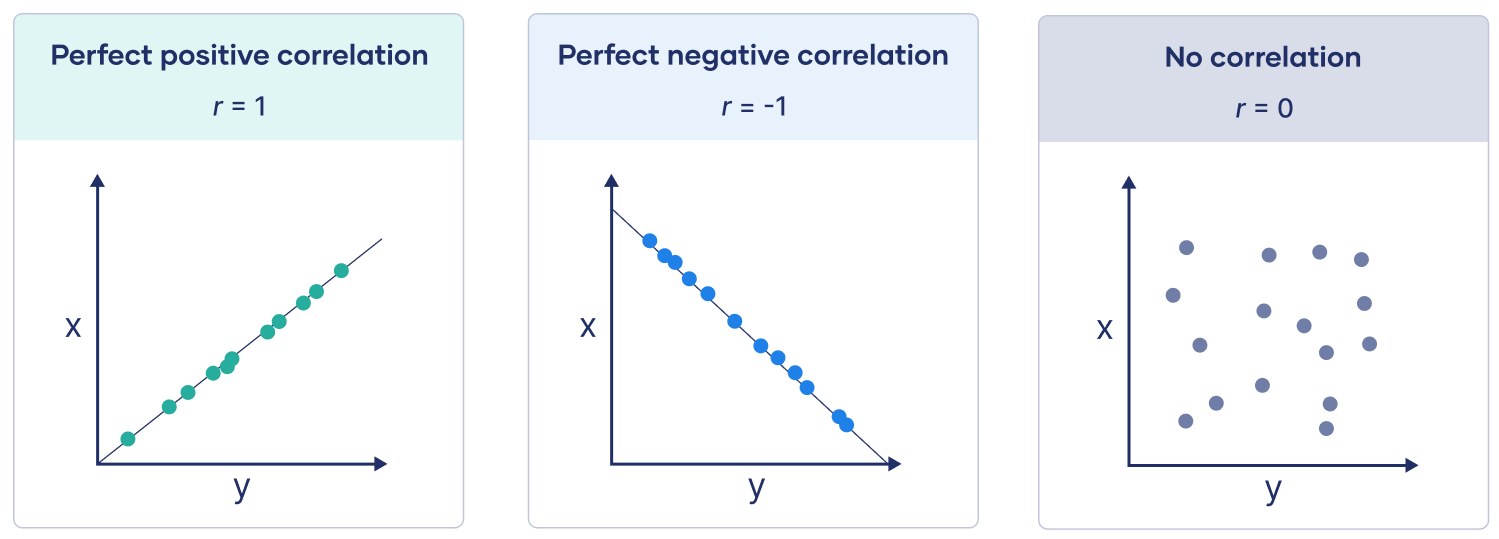 Perfect positive correlation
r = 1
x
y
Perfect negative correlation
r = -1
x
y
No correlation
r = 0
x
y